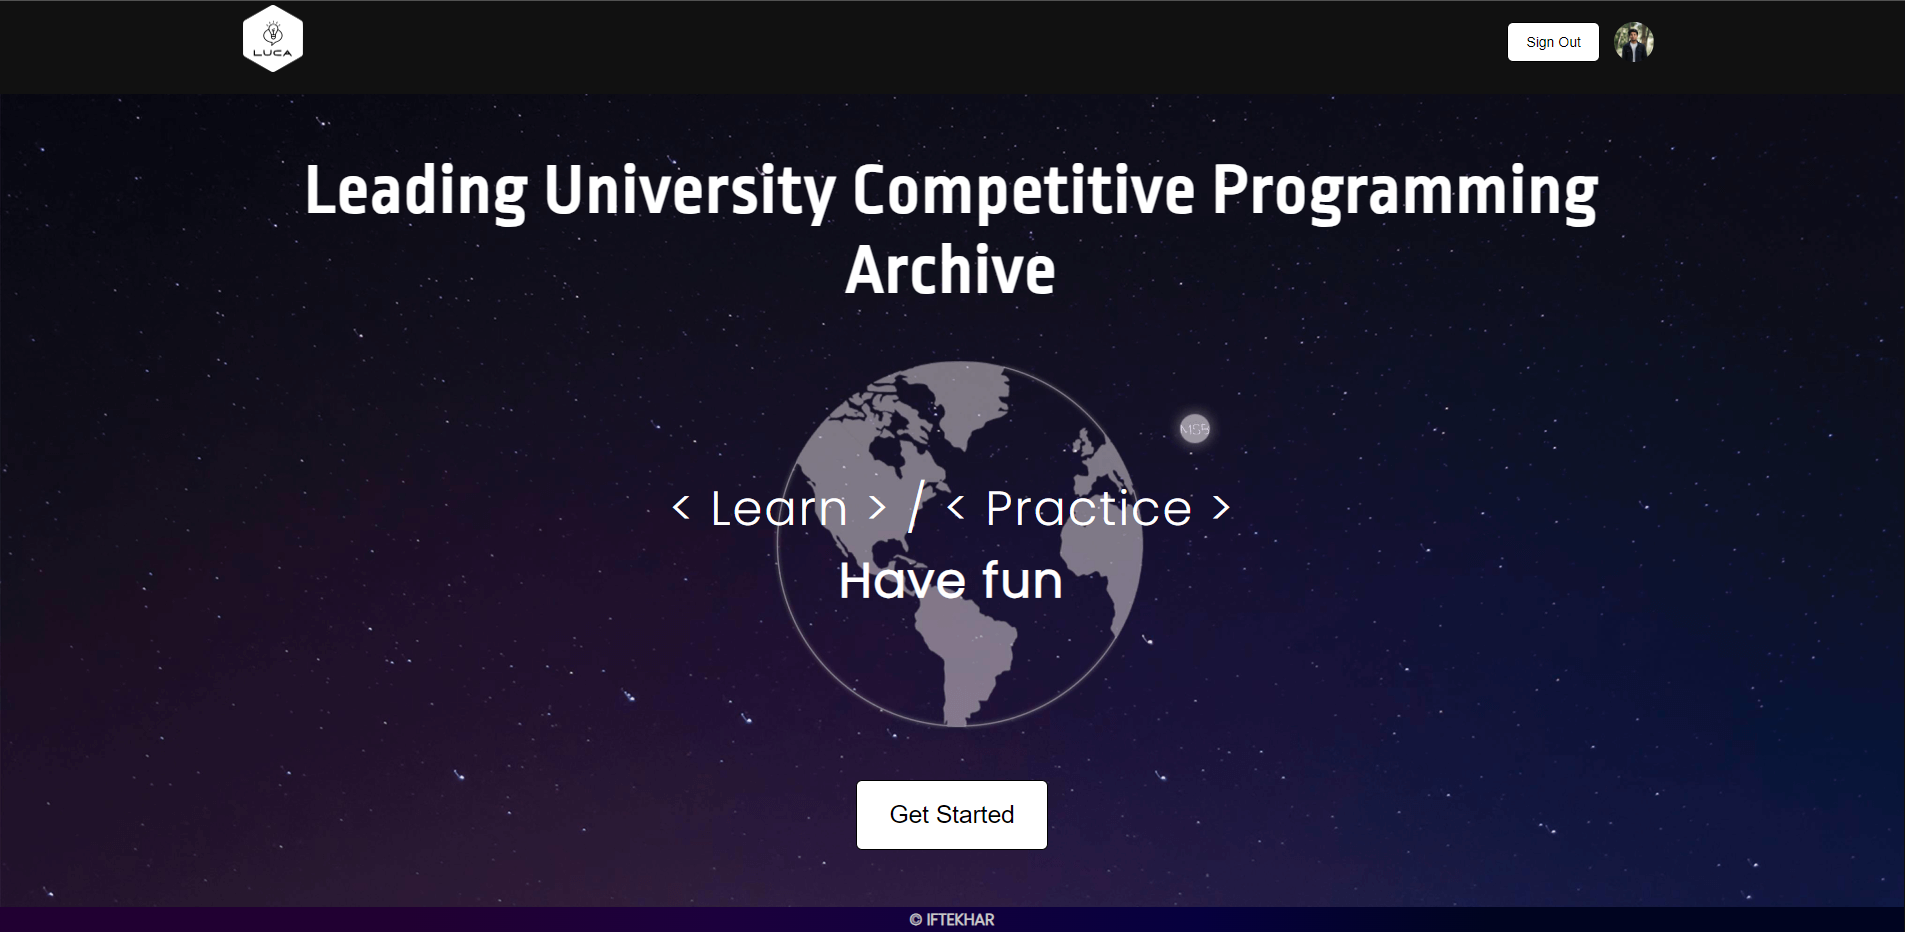 LUCA
Sign Out
Leading University Competitive Programming
Archive
MSB
< Learn > / < Practice >
Have fun
Get Started
© IFTEKHAR